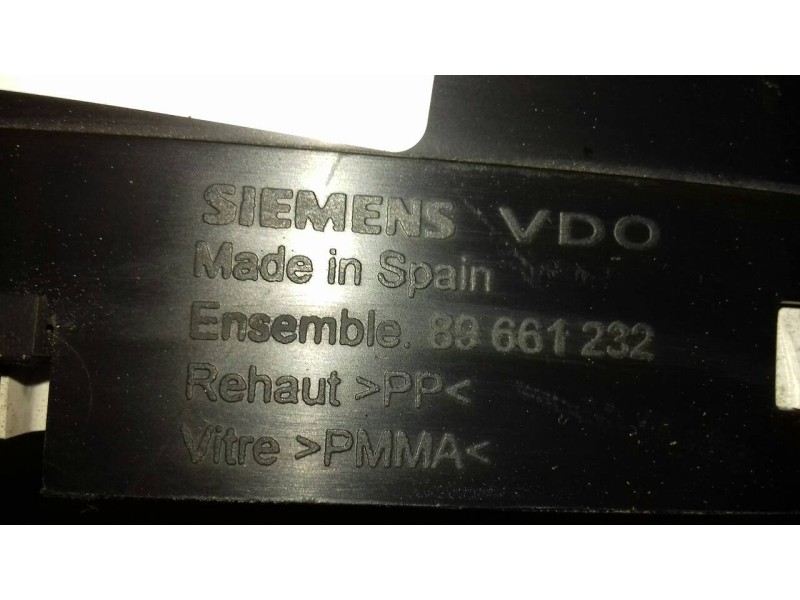 SIEMENS VDO
Made in Spain
Ensemble. 89 661 232
Rehaut >PP<
Vitre >PMMA<